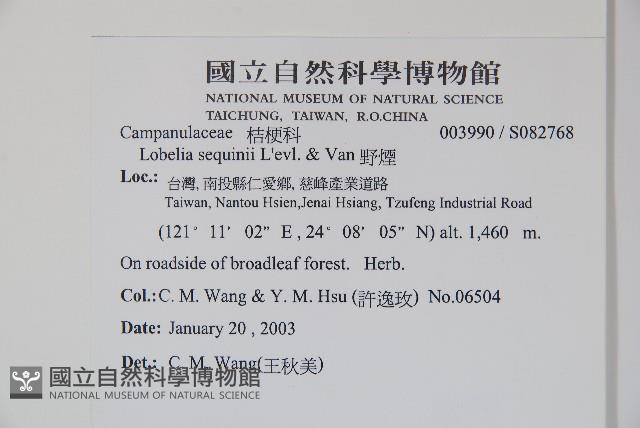 國立自然科學博物館
NATIONAL MUSEUM OF NATURAL SCIENCE
TAICHUNG, TAIWAN, R.O.CHINA
Campanulaceae 桔梗科 003990 / S082768
Lobelia sequinii L'evl. & Van 野煙
Loc.: 台灣, 南投縣仁愛鄉, 慈峰產業道路
Taiwan, Nantou Hsien,Jenai Hsiang, Tzufeng Industrial Road
(121° 11' 02" E , 24° 08' 05" N) alt. 1,460 m.
On roadside of broadleaf forest. Herb.
Col.: C. M. Wang & Y. M. Hsu (許逸玫) No.06504
Date: January 20 , 2003
Det.: C. M. Wang(王秋美)
國立自然科學博物館
NATIONAL MUSEUM OF NATURAL SCIENCE